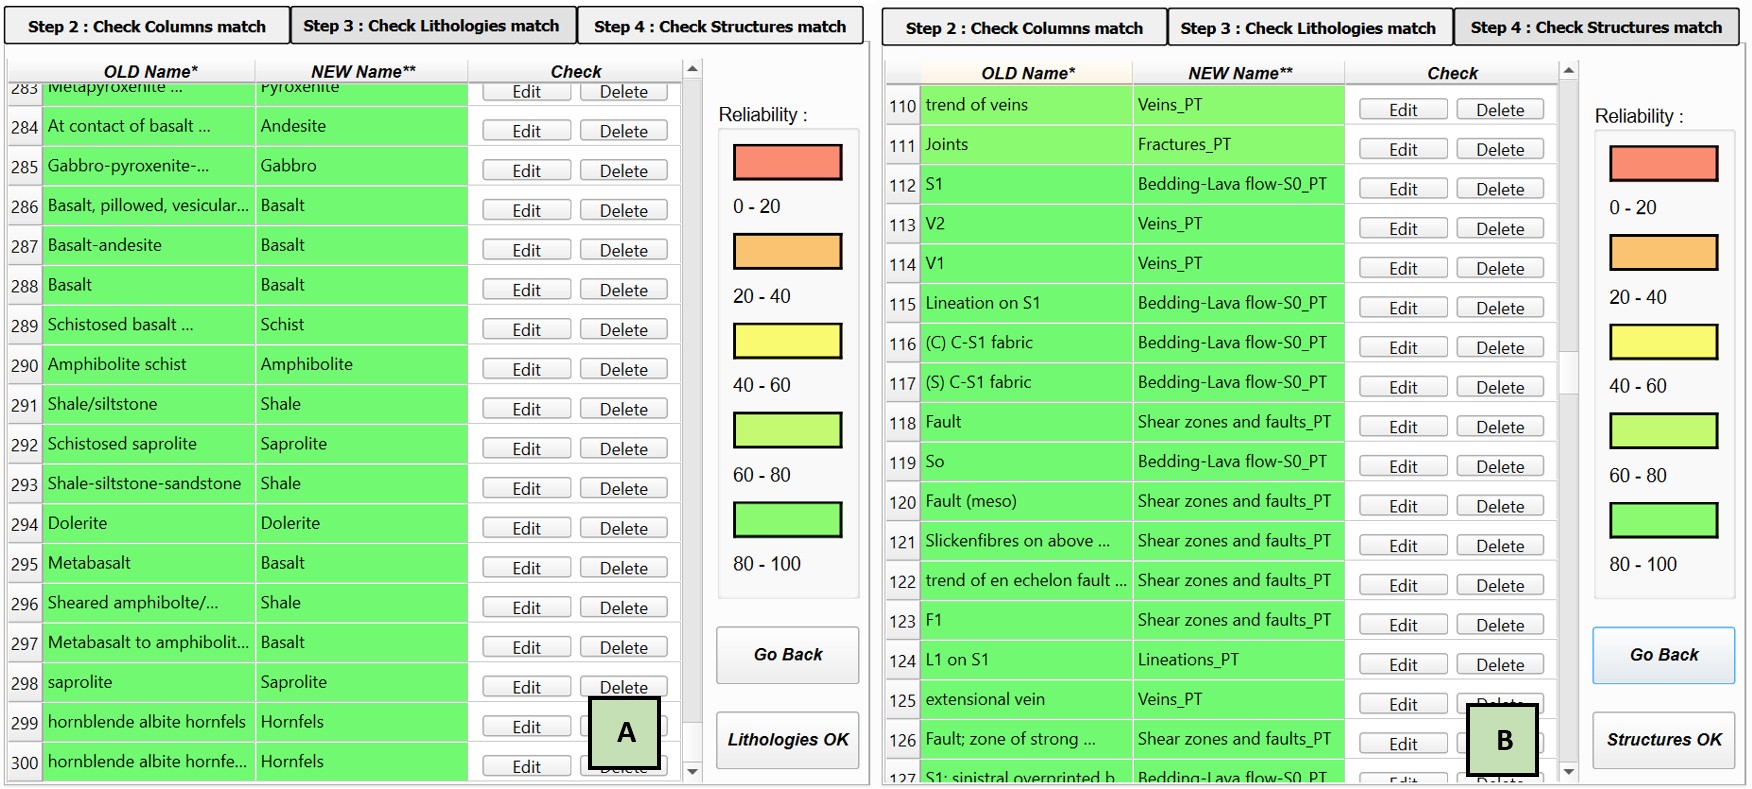 Step 2 : Check Columns match Step 3 : Check Lithologies match Step 4 : Check Structures match
OLD Name* NEW Name** Check
283 Metapyroxenite ... Pyroxenite Edit Delete
284 At contact of basalt ... Andesite Edit Delete
285 Gabbro-pyroxenite-... Gabbro Edit Delete
286 Basalt, pillowed, vesicular... Basalt Edit Delete
287 Basalt-andesite Basalt Edit Delete
288 Basalt Basalt Edit Delete
289 Schistosed basalt ... Schist Edit Delete
290 Amphibolite schist Amphibolite Edit Delete
291 Shale/siltstone Shale Edit Delete
292 Schistosed saprolite Saprolite Edit Delete
293 Shale-siltstone-sandstone Shale Edit Delete
294 Dolerite Dolerite Edit Delete
295 Metabasalt Basalt Edit Delete
296 Sheared amphibolte/... Shale Edit Delete
297 Metabasalt to amphibolit... Basalt Edit Delete
298 saprolite Saprolite Edit Delete
299 hornblende albite hornfels Hornfels Edit
300 hornblende albite hornfe... Hornfels Edit Delete
A
Reliability :
0 - 20
20 - 40
40 - 60
60 - 80
80 - 100
Go Back
Lithologies OK
Step 2 : Check Columns match Step 3 : Check Lithologies match Step 4 : Check Structures match
OLD Name* NEW Name** Check
110 trend of veins Veins_PT Edit Delete
111 Joints Fractures_PT Edit Delete
112 S1 Bedding-Lava flow-S0_PT Edit Delete
113 V2 Veins_PT Edit Delete
114 V1 Veins_PT Edit Delete
115 Lineation on S1 Bedding-Lava flow-S0_PT Edit Delete
116 (C) C-S1 fabric Bedding-Lava flow-S0_PT Edit Delete
117 (S) C-S1 fabric Bedding-Lava flow-S0_PT Edit Delete
118 Fault Shear zones and faults_PT Edit Delete
119 So Bedding-Lava flow-S0_PT Edit Delete
120 Fault (meso) Shear zones and faults_PT Edit Delete
121 Slickenfibres on above ... Shear zones and faults_PT Edit Delete
122 trend of en echelon fault ... Shear zones and faults_PT Edit Delete
123 F1 Shear zones and faults_PT Edit Delete
124 L1 on S1 Lineations_PT Edit Delete
125 extensional vein Veins_PT Edit Delete
126 Fault; zone of strong ... Shear zones and faults_PT Edit
127 S1; sinistral overprinted b Bedding-Lava flow-S0_PT Edit Delete
B
Reliability :
0 - 20
20 - 40
40 - 60
60 - 80
80 - 100
Go Back
Structures OK